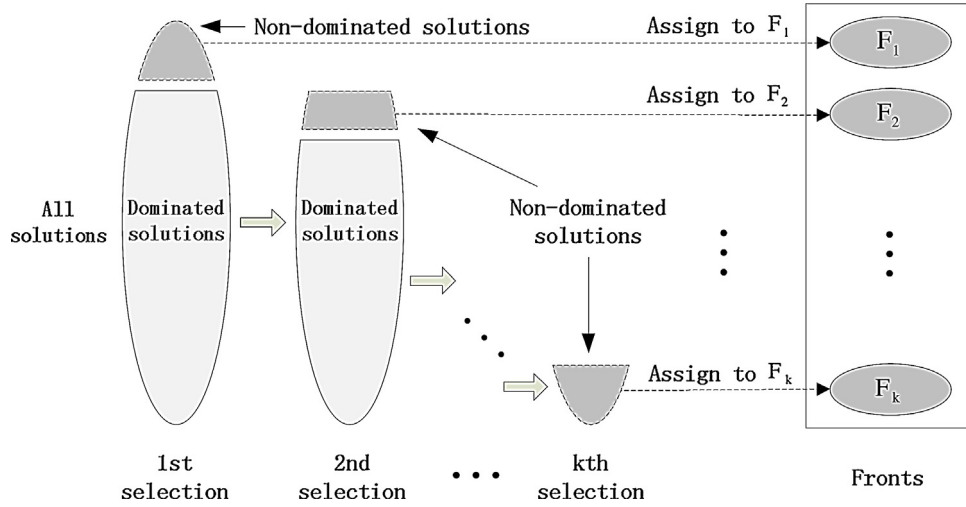 Non-dominated solutions
Assign to F1
F1
Assign to F2
F2
All
solutions
Dominated
solutions
Dominated
solutions
Non-dominated
solutions
Assign to Fk
Fk
1st
selection
2nd
selection
kth
selection
Fronts